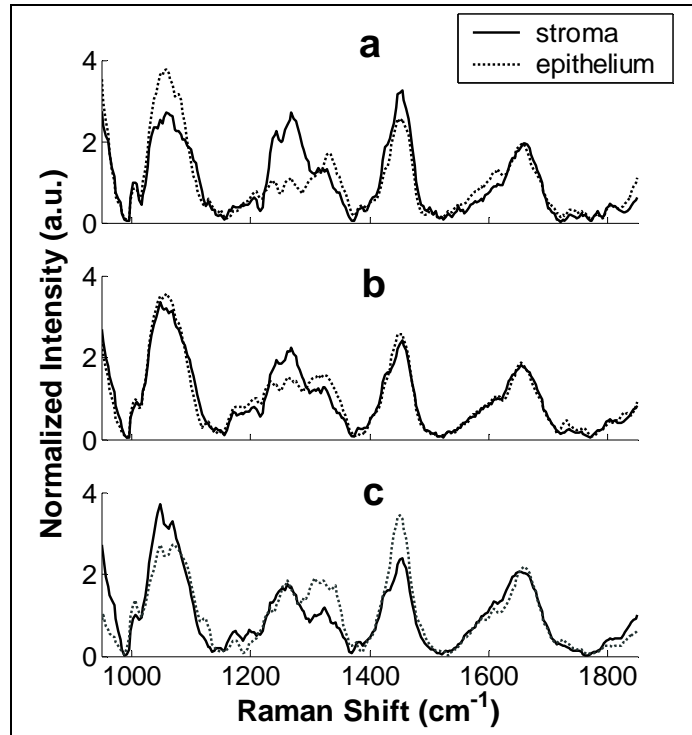 stroma
epithelium
a
4
2
0
b
4
2
0
c
4
2
0
1000 1200 1400 1600 1800
Normalized Intensity (a.u.)
Raman Shift (cm⁻¹)